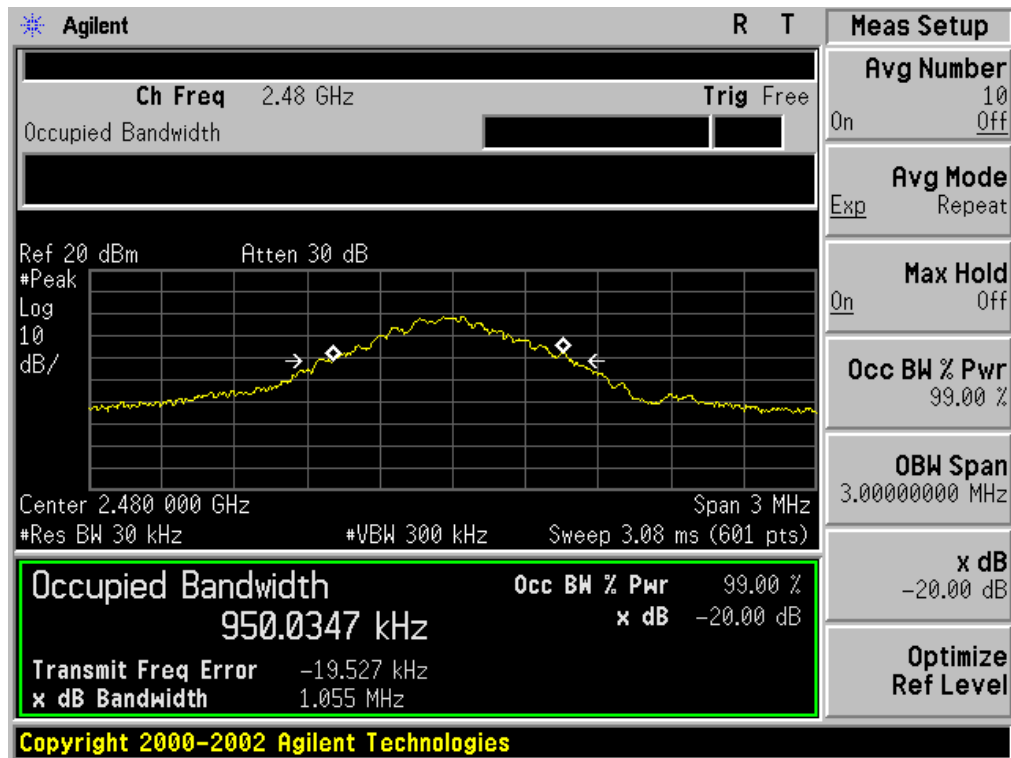 Agilent R T
Ch Freq 2.48 GHz Trig Free
Occupied Bandwidth
Ref 20 dBm Atten 30 dB
#Peak
Log
10
dB/
Center 2.480 000 GHz Span 3 MHz
#Res BW 30 kHz #VBW 300 kHz Sweep 3.08 ms (601 pts)
Occupied Bandwidth Occ BW % Pwr 99.00 %
950.0347 kHz x dB -20.00 dB
Transmit Freq Error -19.527 kHz
x dB Bandwidth 1.055 MHz
Copyright 2000-2002 Agilent Technologies
Meas Setup
Avg Number
10
On Off
Avg Mode
Exp Repeat
Max Hold
On Off
Occ BW % Pwr
99.00 %
OBW Span
3.00000000 MHz
x dB
-20.00 dB
Optimize
Ref Level